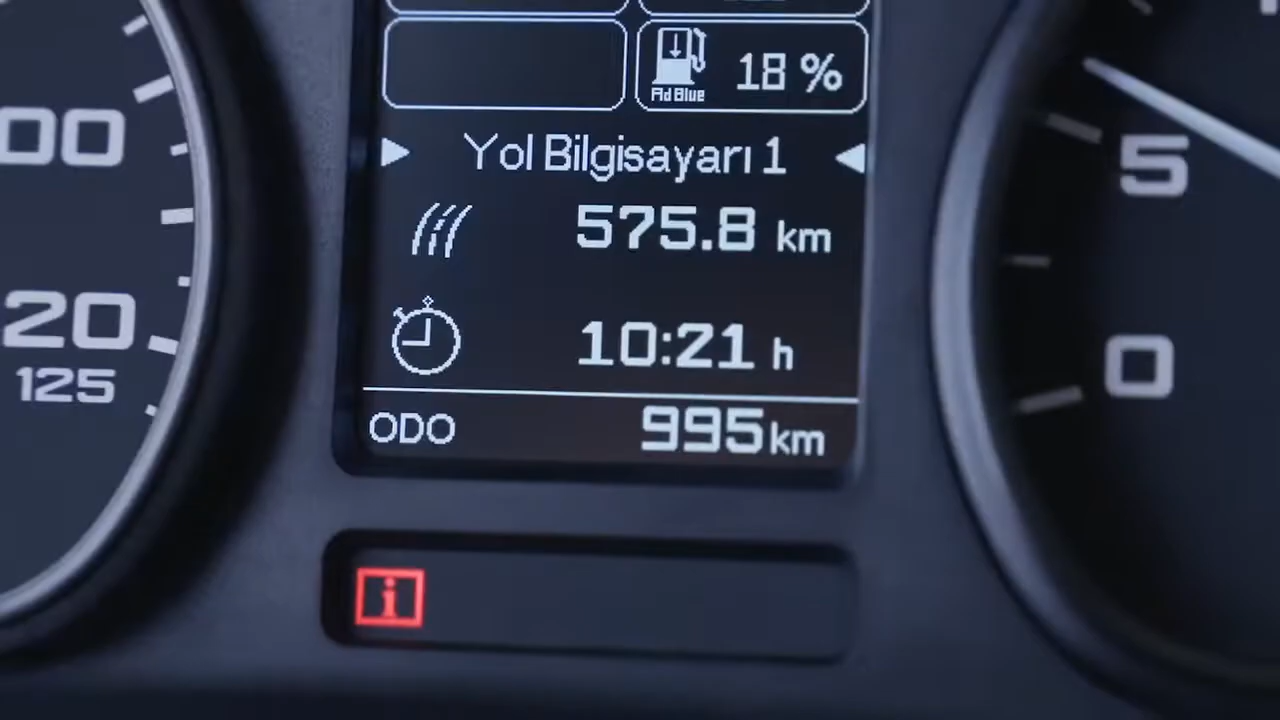 18 %
AdBlue
Yol Bilgisayarı 1
575.8 km
10:21 h
ODO 995 km
00
20
125
5
0
i